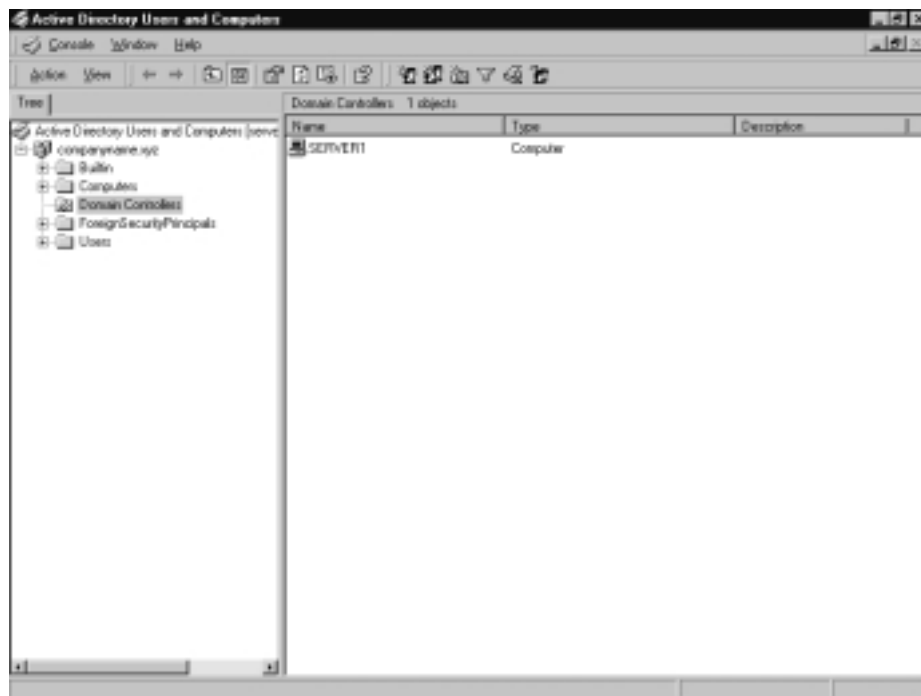 Active Directory Users and Computers
Console Window Help
Action View
Tree
Domain Controllers 1 objects
Active Directory Users and Computers [serve
Name Type Description
companyname.xyz
SERVER1 Computer
Builtin
Computers
Domain Controllers
ForeignSecurityPrincipals
Users